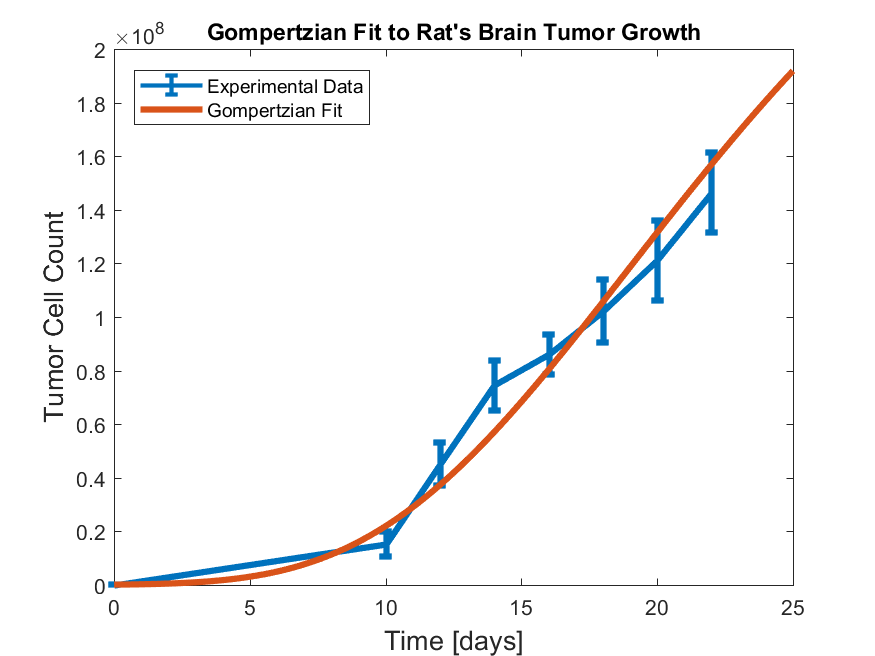 Gompertzian Fit to Rat's Brain Tumor Growth
×10⁸
Experimental Data
Gompertzian Fit
2
1.8
1.6
1.4
1.2
1
0.8
0.6
0.4
0.2
0
Tumor Cell Count
0 5 10 15 20 25
Time [days]